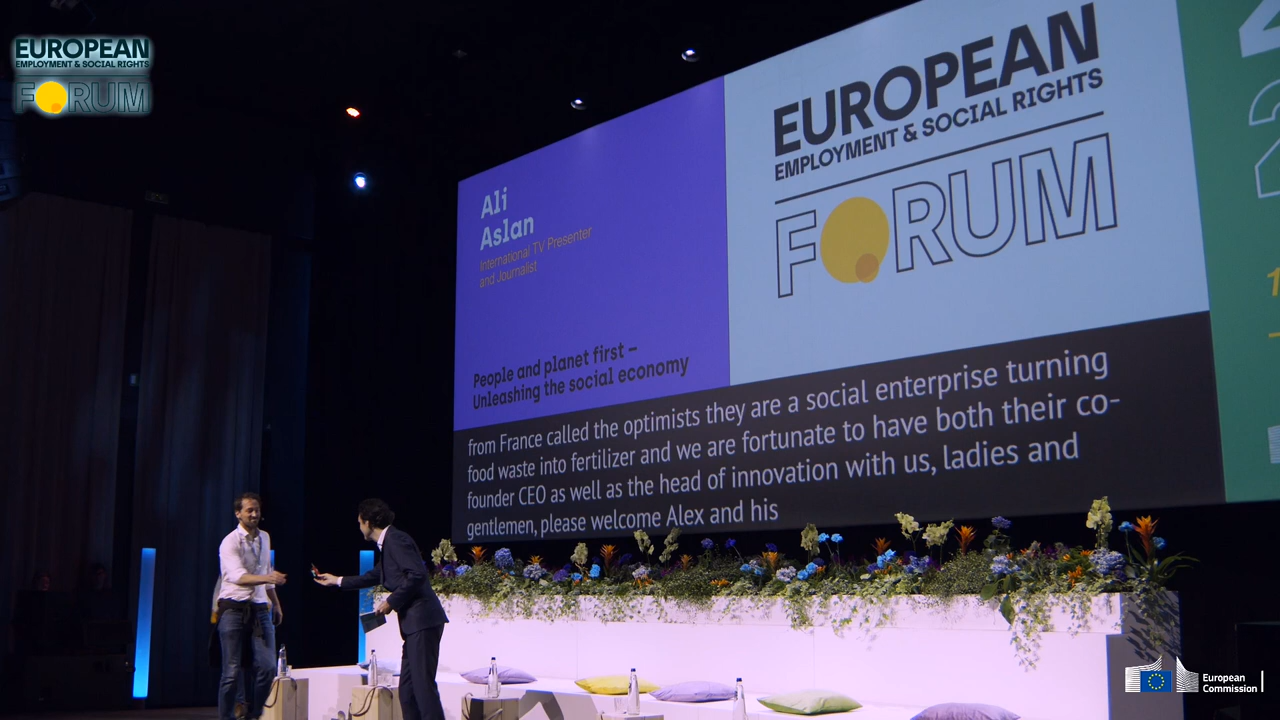 EUROPEAN
EMPLOYMENT & SOCIAL RIGHTS
FORUM
Ali
Aslan
International TV Presenter
and Journalist
People and planet first –
Unleashing the social economy
EUROPEAN
EMPLOYMENT & SOCIAL RIGHTS
FORUM
from France called the optimists they are a social enterprise turning
food waste into fertilizer and we are fortunate to have both their co-
founder CEO as well as the head of innovation with us, ladies and
gentlemen, please welcome Alex and his
European
Commission